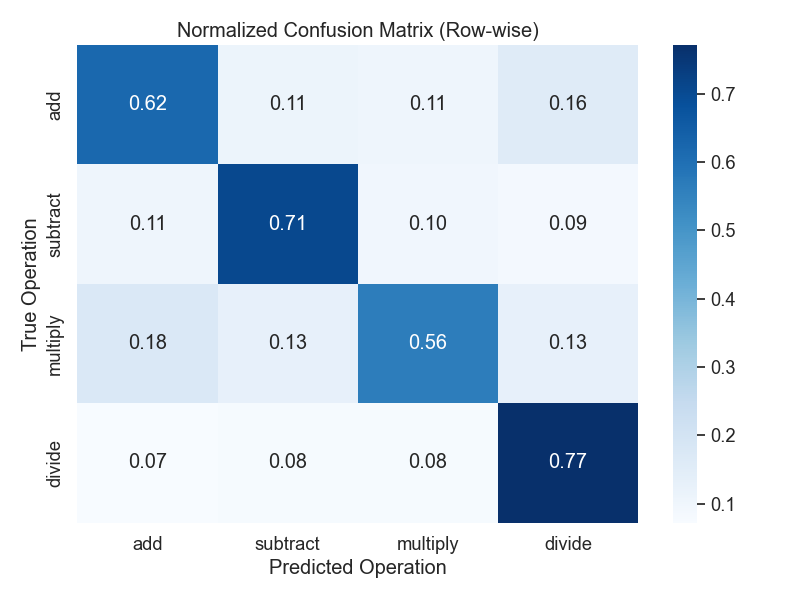 Normalized Confusion Matrix (Row-wise)
True Operation
add
0.62 0.11 0.11 0.16
subtract
0.11 0.71 0.10 0.09
multiply
0.18 0.13 0.56 0.13
divide
0.07 0.08 0.08 0.77
add subtract multiply divide
Predicted Operation
0.7
0.6
0.5
0.4
0.3
0.2
0.1